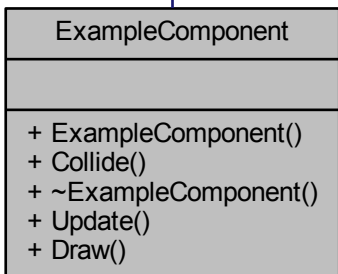 ExampleComponent
+ ExampleComponent()
+ Collide()
+ ~ExampleComponent()
+ Update()
+ Draw()